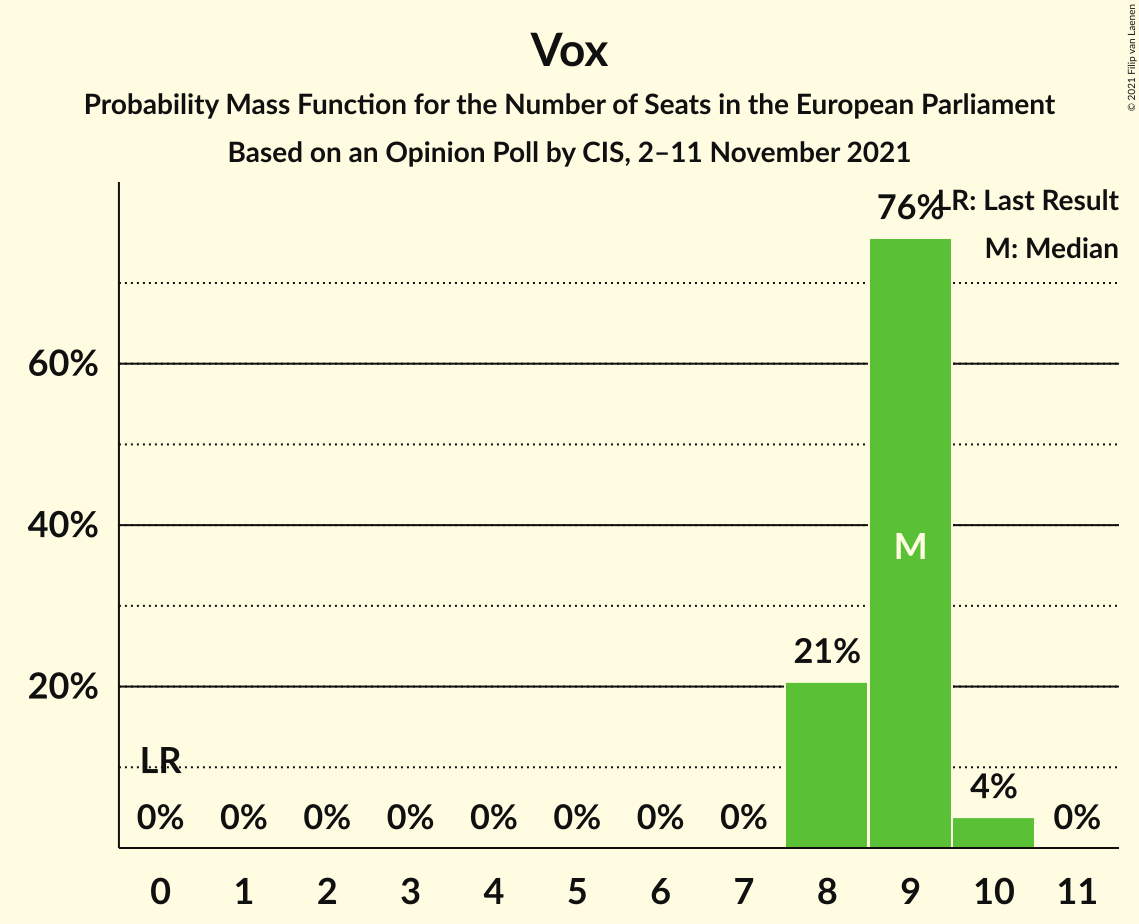 Vox
Probability Mass Function for the Number of Seats in the European Parliament
Based on an Opinion Poll by CIS, 2–11 November 2021
© 2021 Filip van Laenen
LR: Last Result
M: Median
76%
60%
40%
M
21%
20%
LR
4%
0% 0% 0% 0% 0% 0% 0% 0% 0%
0 1 2 3 4 5 6 7 8 9 10 11